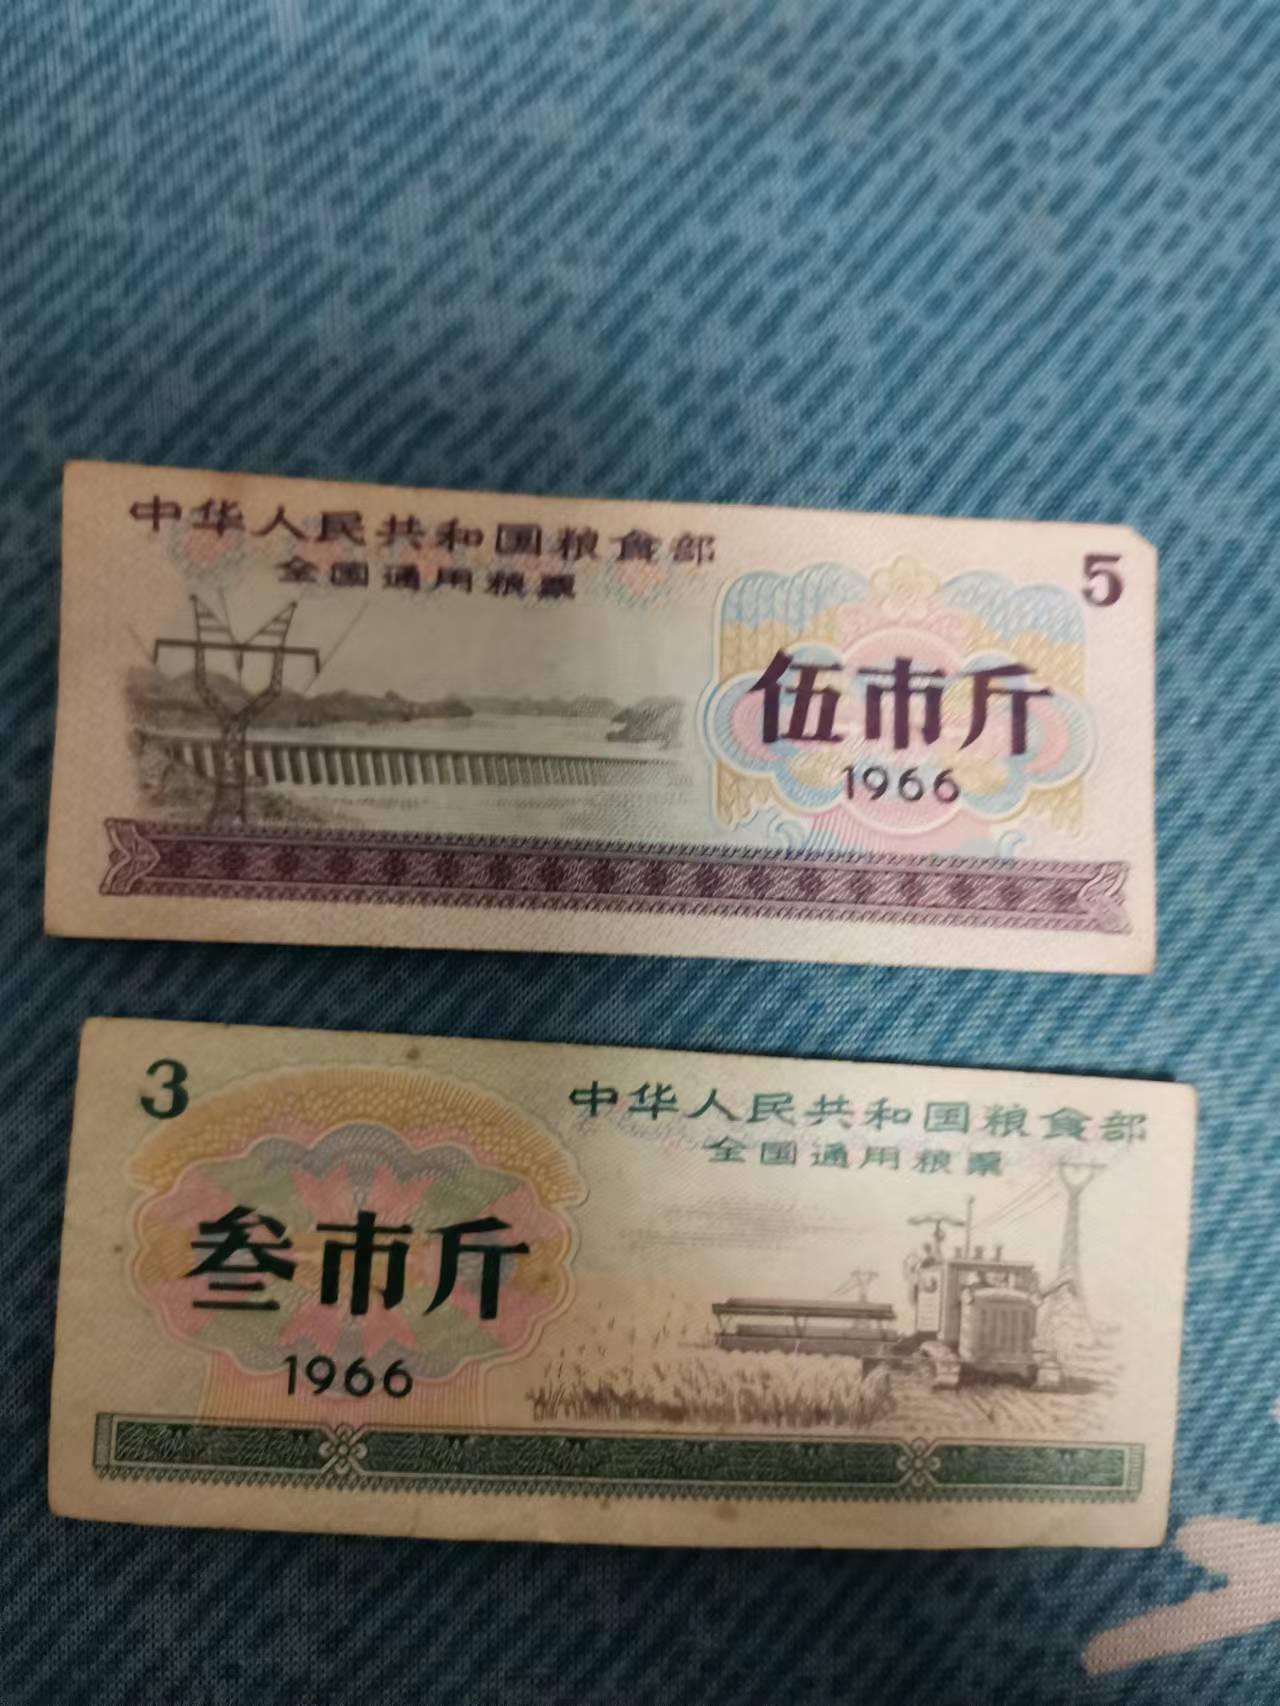 中华人民共和国粮食部
全国通用粮票
5
伍市斤
1966
3
中华人民共和国粮食部
全国通用粮票
叁市斤
1966